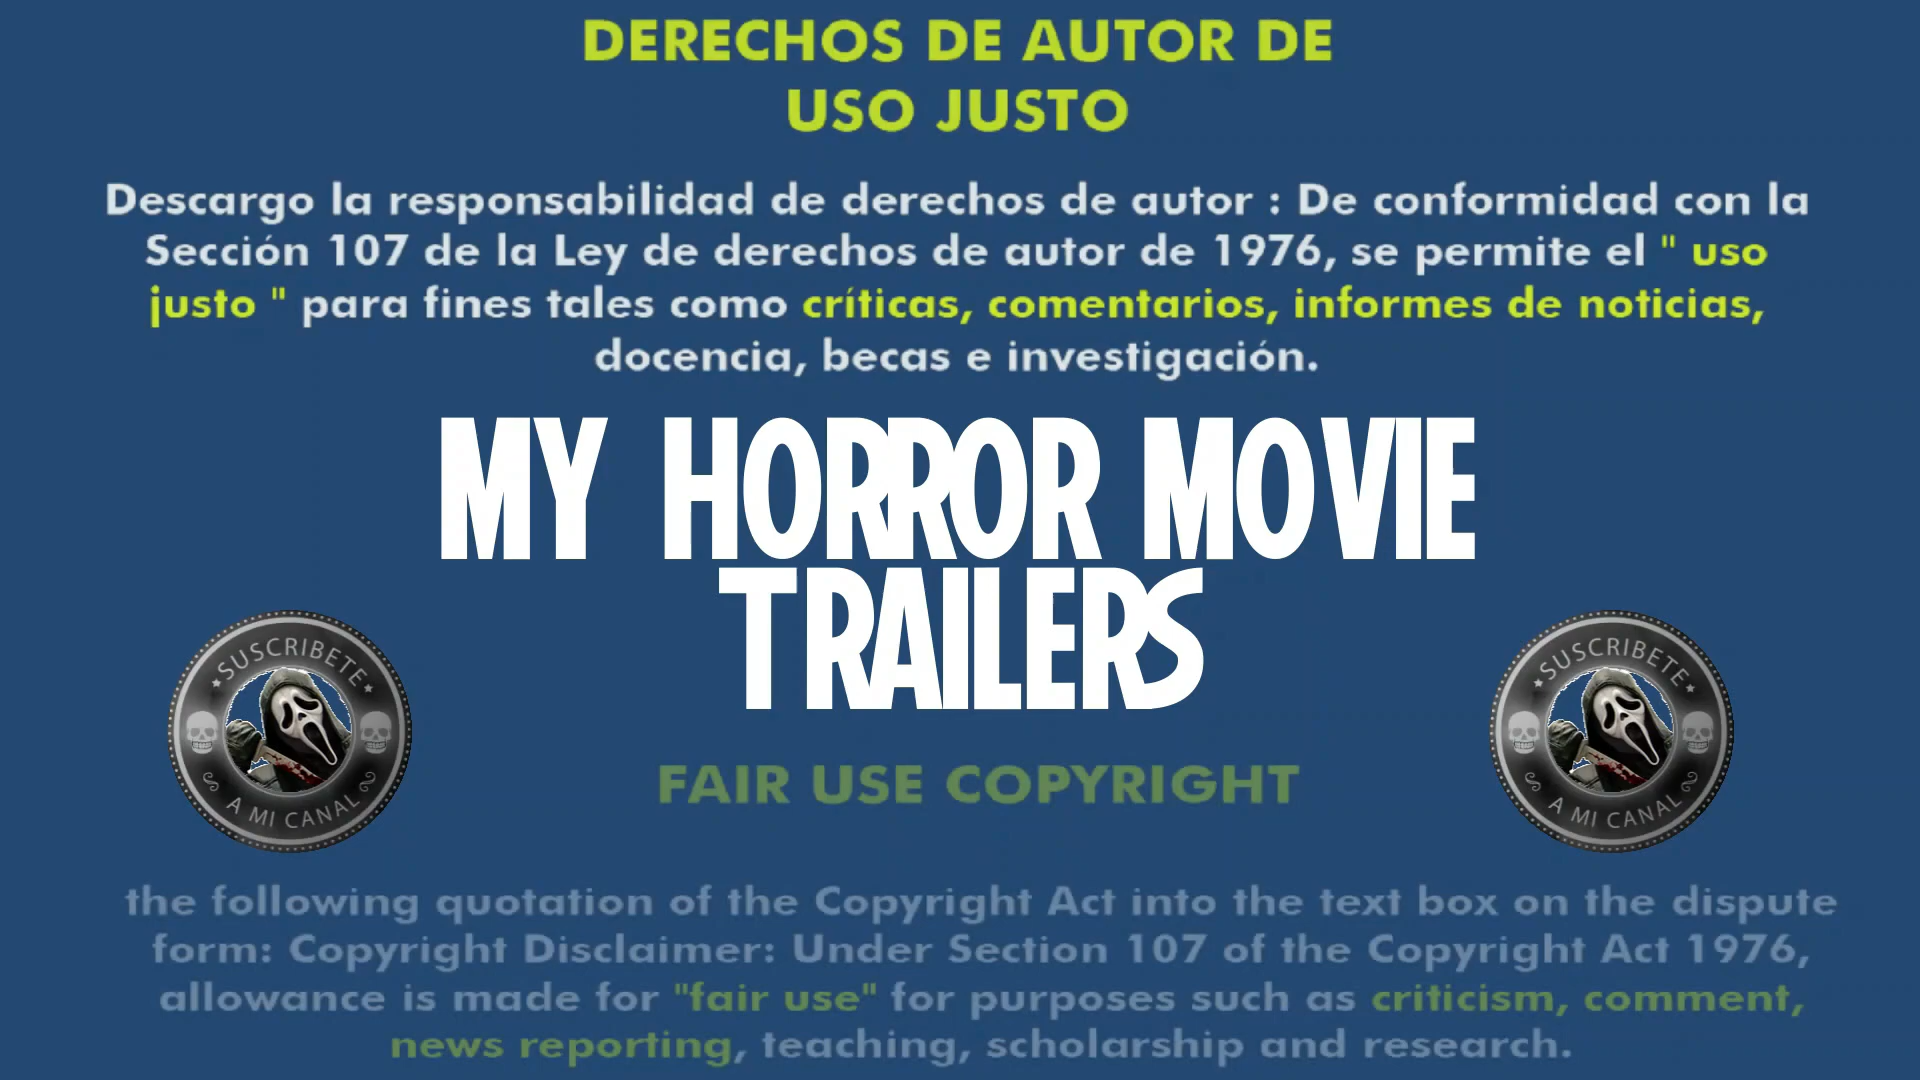 DERECHOS DE AUTOR DE
USO JUSTO
Descargo la responsabilidad de derechos de autor : De conformidad con la
Sección 107 de la Ley de derechos de autor de 1976, se permite el " uso
justo " para fines tales como críticas, comentarios, informes de noticias,
docencia, becas e investigación.
MY HORROR MOVIE
TRAILERS
SUSCRIBETE
A MI CANAL
SUSCRIBETE
A MI CANAL
FAIR USE COPYRIGHT
the following quotation of the Copyright Act into the text box on the dispute
form: Copyright Disclaimer: Under Section 107 of the Copyright Act 1976,
allowance is made for "fair use" for purposes such as criticism, comment,
news reporting, teaching, scholarship and research.